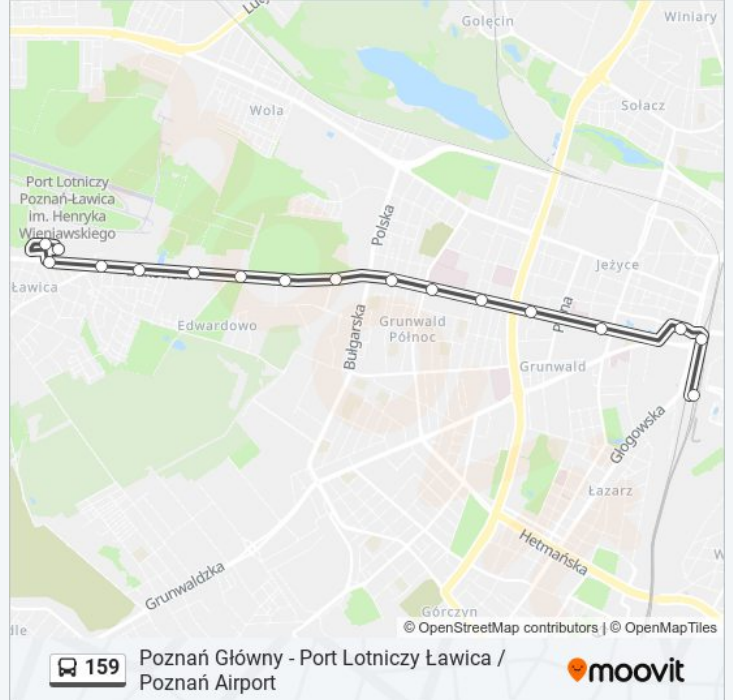 Golęcin
Winiary
Wola
Sołacz
Port Lotniczy
Poznań-Ławica
im. Henryka
Wieniawskiego
Polska
Jeżyce
Ławica
Edwardowo
Bułgarska
Grunwald
Północ
Grunwald
Głogowska
Łazarz
Hetmańska
Grunwaldzka
Górczyn
© OpenStreetMap contributors | © OpenMapTiles
159
Poznań Główny - Port Lotniczy Ławica /
Poznań Airport
moovit